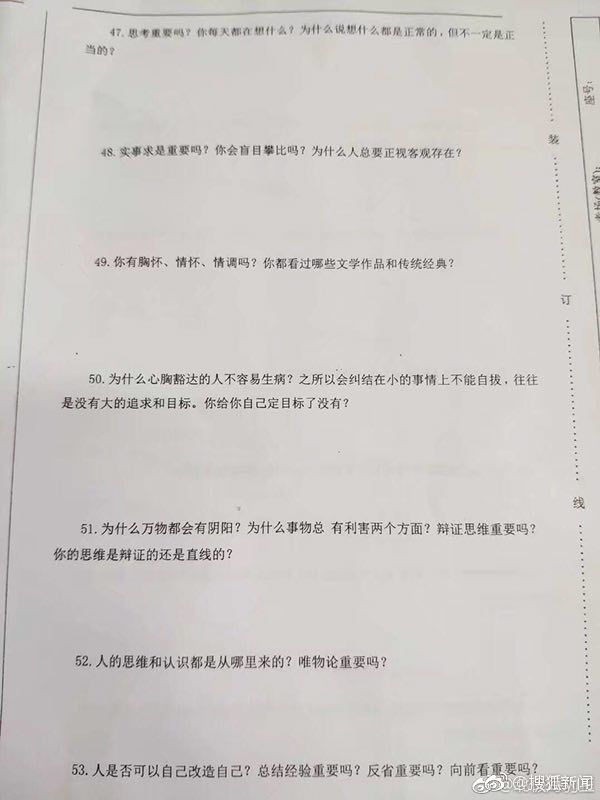 47.思考重要吗？你每天都在想什么？为什么说想什么都是正常的，但不一定是正
当的？
48.实事求是重要吗？你会盲目攀比吗？为什么人总要正视客观存在？
49.你有胸怀、情怀、情调吗？你都看过哪些文学作品和传统经典？
50.为什么心胸豁达的人不容易生病？之所以会纠结在小的事情上不能自拔，往往
是没有大的追求和目标。你给你自己定目标了没有？
51.为什么万物都会有阴阳？为什么事物总 有利害两个方面？辩证思维重要吗？
你的思维是辩证的还是直线的？
52.人的思维和认识都是从哪里来的？唯物论重要吗？
53.人是否可以自己改造自己？总结经验重要吗？反省重要吗？向前看重要吗？
装
订
线
座号：
@搜狐新闻